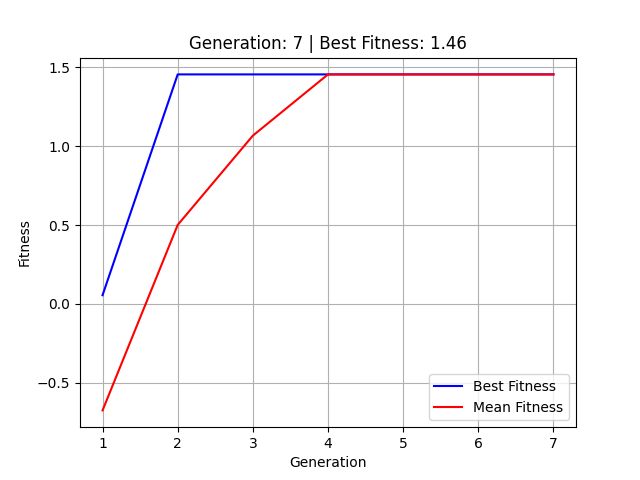 Generation: 7 | Best Fitness: 1.46
1.5
1.0
0.5
0.0
−0.5
Fitness
Best Fitness
Mean Fitness
1 2 3 4 5 6 7
Generation